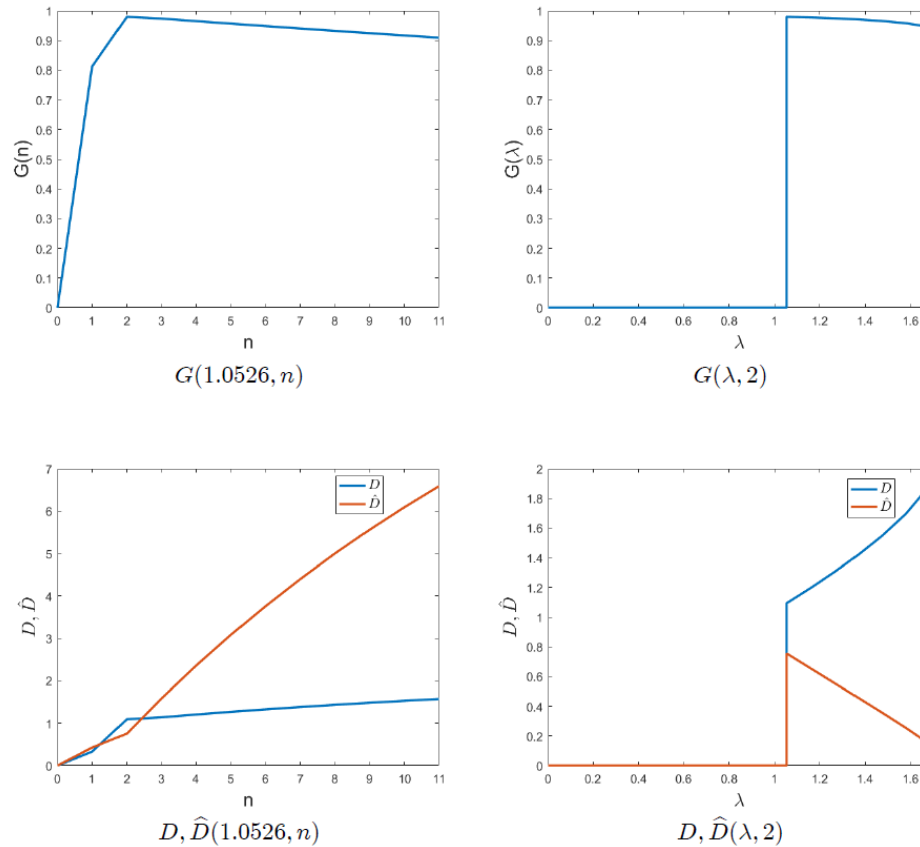 1
0.9
0.8
0.7
0.6
0.5
0.4
0.3
0.2
0.1
0
G(n)
0 1 2 3 4 5 6 7 8 9 10 11
n
G(1.0526, n)
1
0.9
0.8
0.7
0.6
0.5
0.4
0.3
0.2
0.1
0
G(λ)
0 0.2 0.4 0.6 0.8 1 1.2 1.4 1.6
λ
G(λ, 2)
7
6
5
4
3
2
1
0
D, D̂
D
D̂
0 1 2 3 4 5 6 7 8 9 10 11
n
D, D̂(1.0526, n)
2
1.8
1.6
1.4
1.2
1
0.8
0.6
0.4
0.2
0
D, D̂
D
D̂
0 0.2 0.4 0.6 0.8 1 1.2 1.4 1.6
λ
D, D̂(λ, 2)